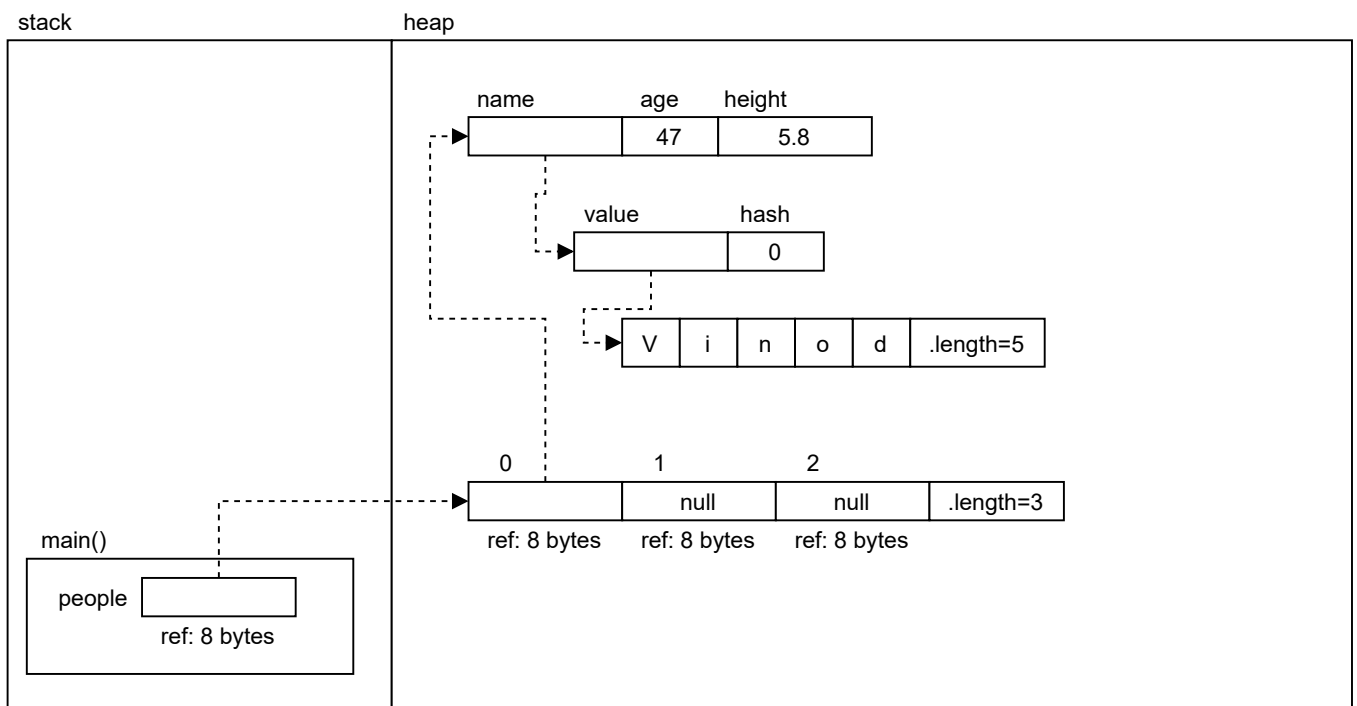 stack heap
name age height
47 5.8
value hash
0
V i n o d .length=5
0 1 2
null null .length=3
ref: 8 bytes ref: 8 bytes ref: 8 bytes
main()
people
ref: 8 bytes